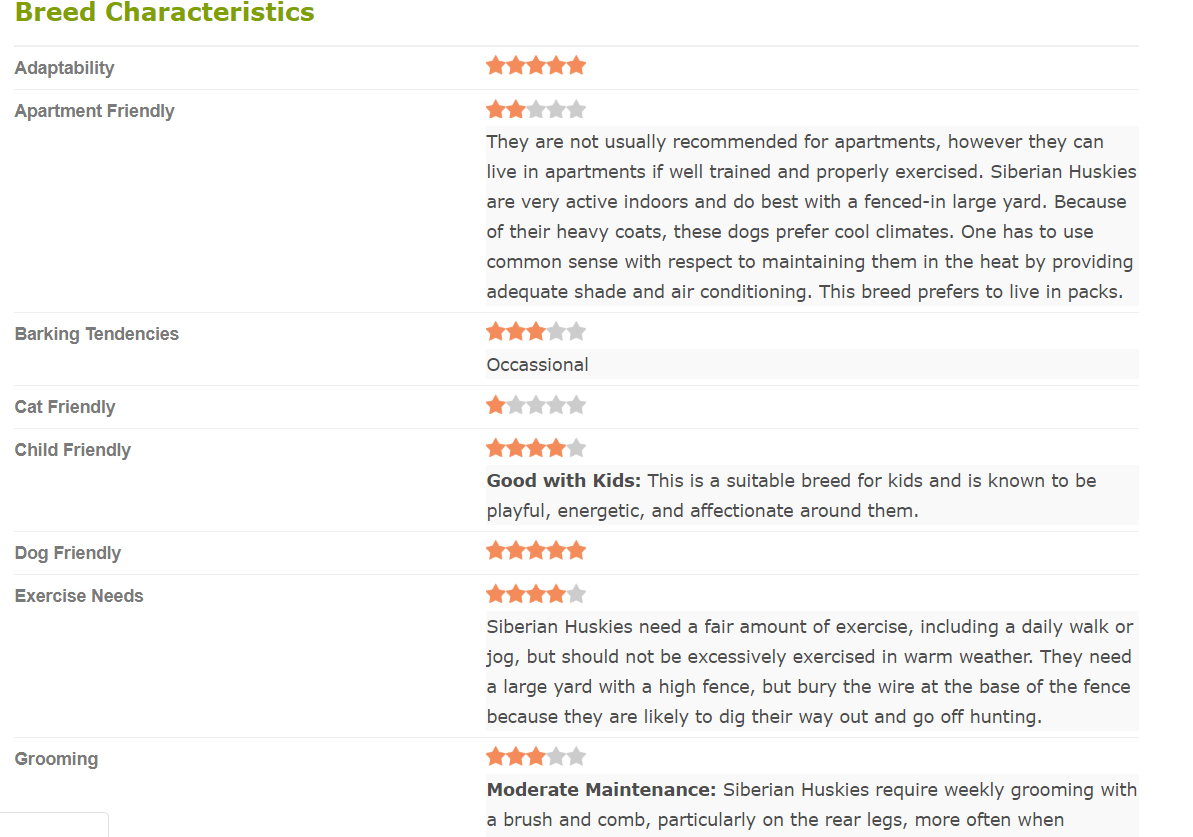 Breed Characteristics
Adaptability
Apartment Friendly
They are not usually recommended for apartments, however they can
live in apartments if well trained and properly exercised. Siberian Huskies
are very active indoors and do best with a fenced-in large yard. Because
of their heavy coats, these dogs prefer cool climates. One has to use
common sense with respect to maintaining them in the heat by providing
adequate shade and air conditioning. This breed prefers to live in packs.
Barking Tendencies
Occassional
Cat Friendly
Child Friendly
Good with Kids: This is a suitable breed for kids and is known to be
playful, energetic, and affectionate around them.
Dog Friendly
Exercise Needs
Siberian Huskies need a fair amount of exercise, including a daily walk or
jog, but should not be excessively exercised in warm weather. They need
a large yard with a high fence, but bury the wire at the base of the fence
because they are likely to dig their way out and go off hunting.
Grooming
Moderate Maintenance: Siberian Huskies require weekly grooming with
a brush and comb, particularly on the rear legs, more often when